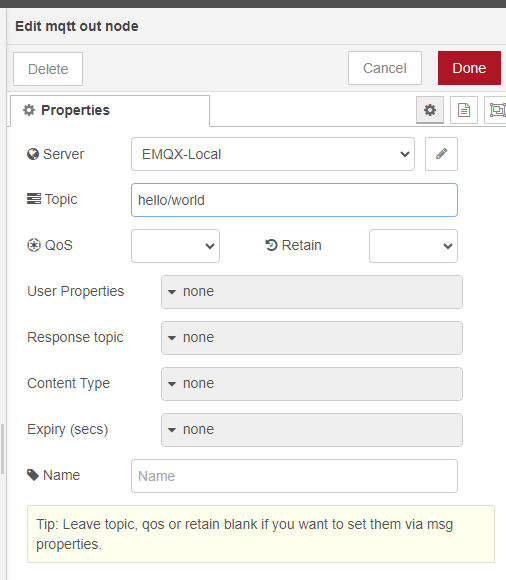 Edit mqtt out node
Delete
Cancel
Done
Properties
Server
EMQX-Local
Topic
hello/world
QoS
Retain
User Properties
none
Response topic
none
Content Type
none
Expiry (secs)
none
Name
Name
Tip: Leave topic, qos or retain blank if you want to set them via msg
properties.